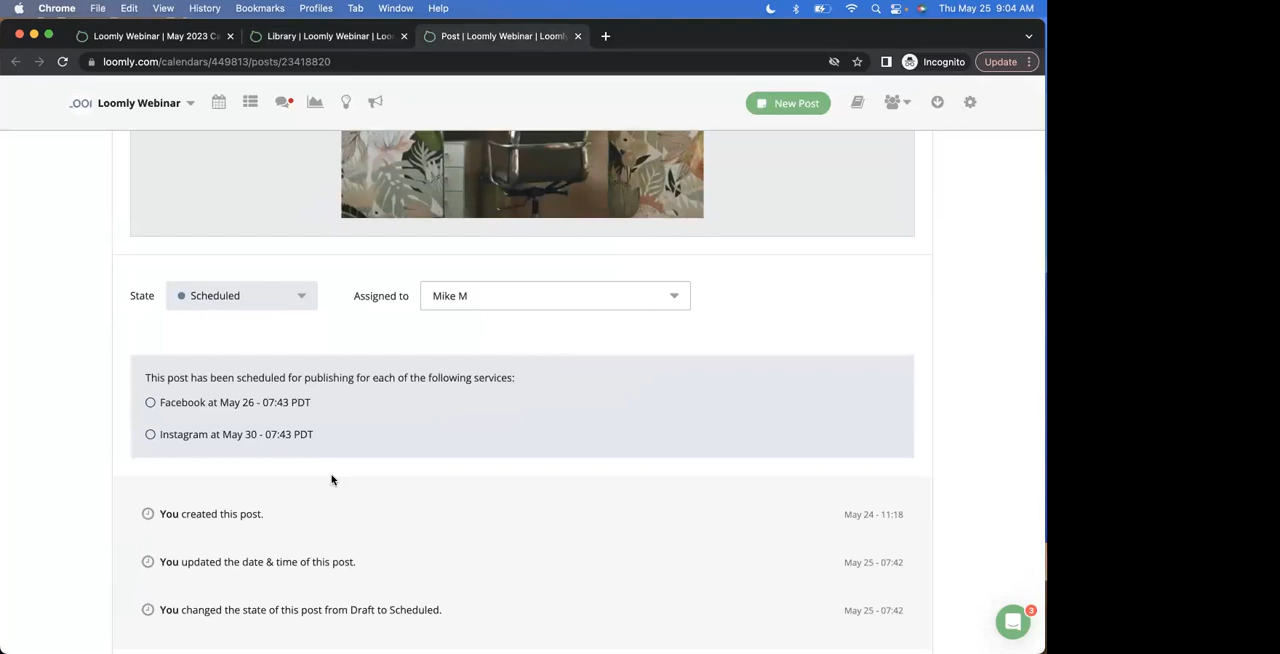 Chrome File Edit View History Bookmarks Profiles Tab Window Help Thu May 25 9:04 AM
Loomly Webinar | May 2023 Ca Library | Loomly Webinar | Loo Post | Loomly Webinar | Loomly
loomly.com/calendars/449813/posts/23418820 Incognito Update
LOOI Loomly Webinar New Post
State Scheduled Assigned to Mike M
This post has been scheduled for publishing for each of the following services:
Facebook at May 26 - 07:43 PDT
Instagram at May 30 - 07:43 PDT
You created this post. May 24 - 11:18
You updated the date & time of this post. May 25 - 07:42
You changed the state of this post from Draft to Scheduled. May 25 - 07:42
3